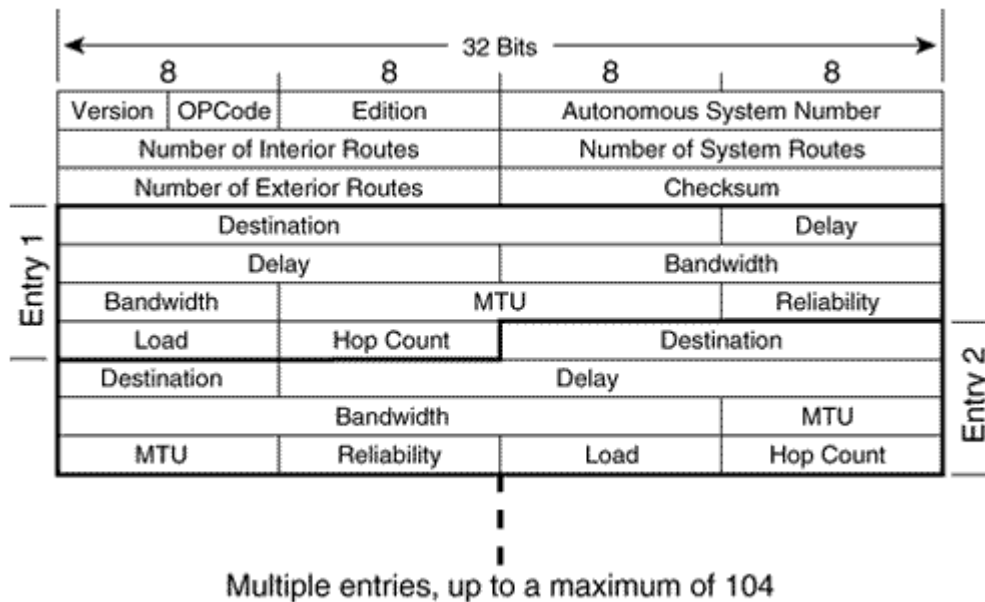 32 Bits
8 8 8 8
Version OPCode Edition Autonomous System Number
Number of Interior Routes Number of System Routes
Number of Exterior Routes Checksum
Entry 1
Destination Delay
Delay Bandwidth
Bandwidth MTU Reliability
Load Hop Count Destination
Entry 2
Destination Delay
Bandwidth MTU
MTU Reliability Load Hop Count
Multiple entries, up to a maximum of 104